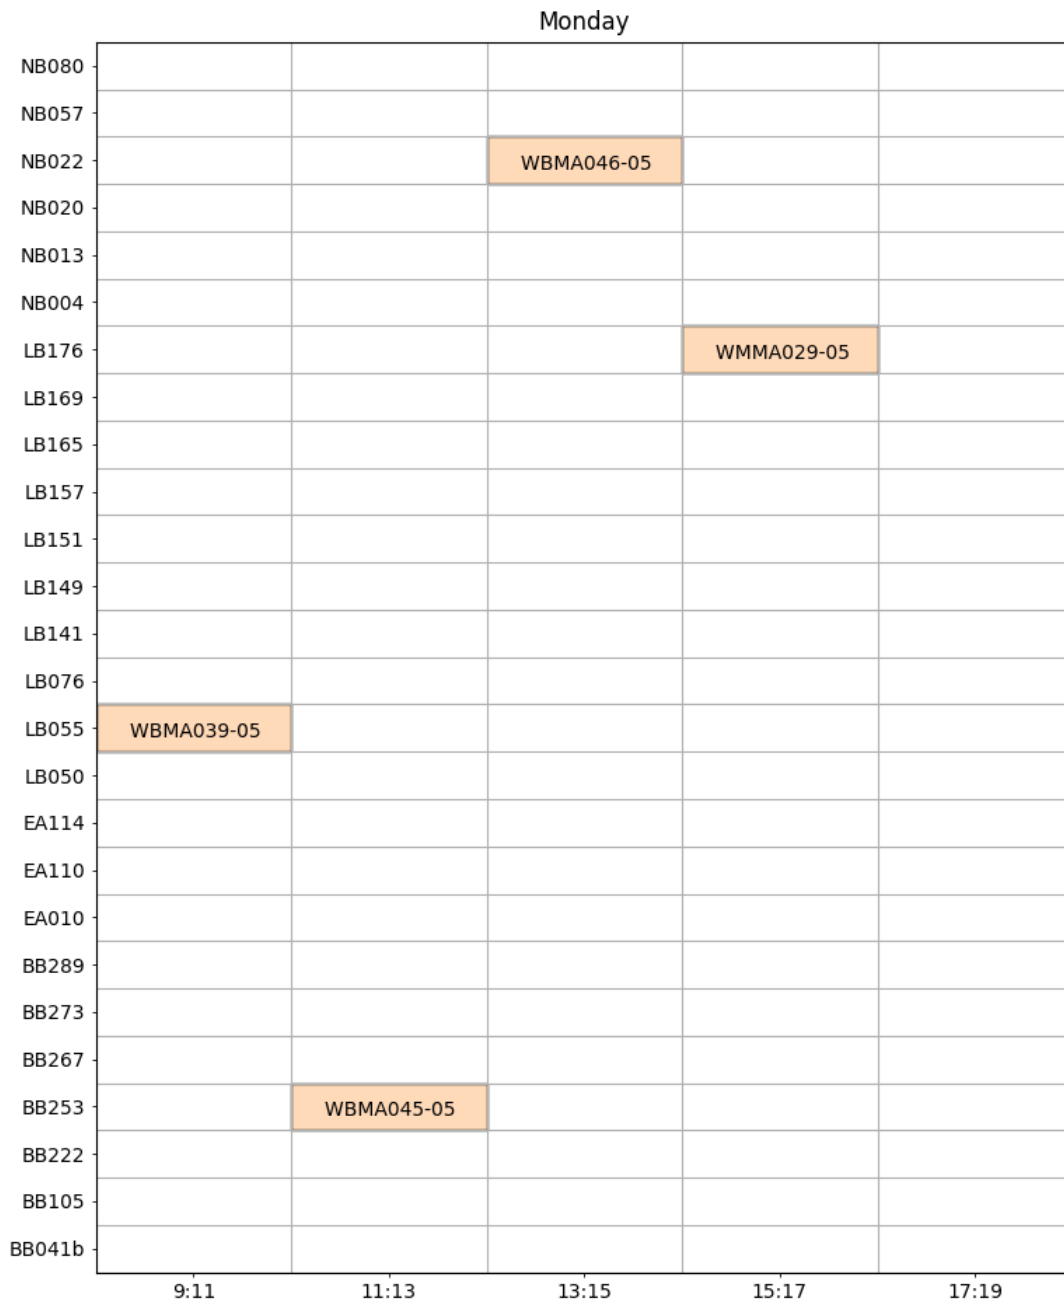 Monday
NB080
NB057
NB022 WBMA046-05
NB020
NB013
NB004
LB176 WMMA029-05
LB169
LB165
LB157
LB151
LB149
LB141
LB076
LB055 WBMA039-05
LB050
EA114
EA110
EA010
BB289
BB273
BB267
BB253 WBMA045-05
BB222
BB105
BB041b
9:11 11:13 13:15 15:17 17:19